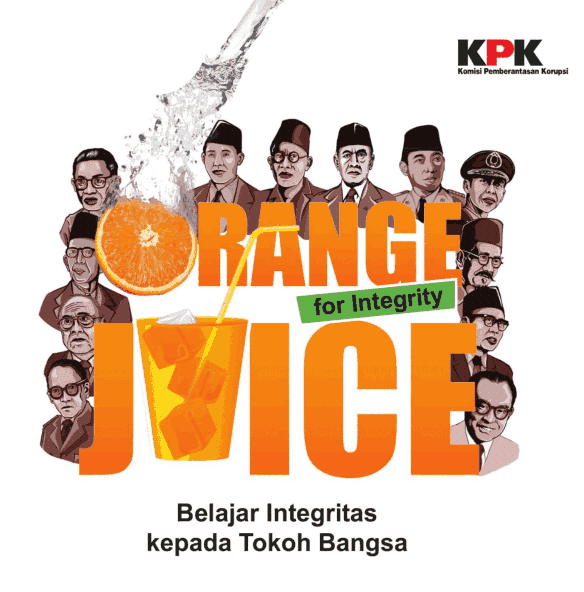 KPK
Komisi Pemberantasan Korupsi
ORANGE
for Integrity
JUICE
Belajar Integritas
kepada Tokoh Bangsa